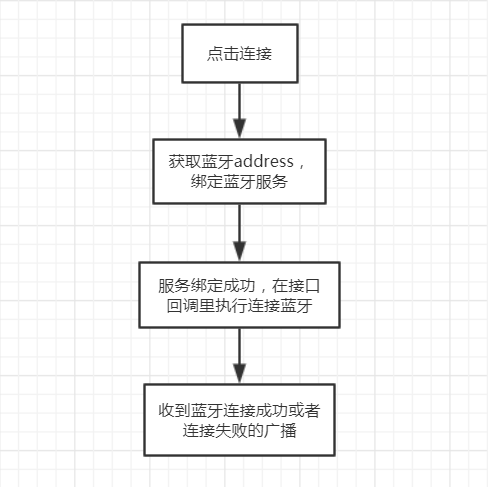 点击连接
获取蓝牙address，
绑定蓝牙服务
服务绑定成功，在接口
回调里执行连接蓝牙
收到蓝牙连接成功或者
连接失败的广播